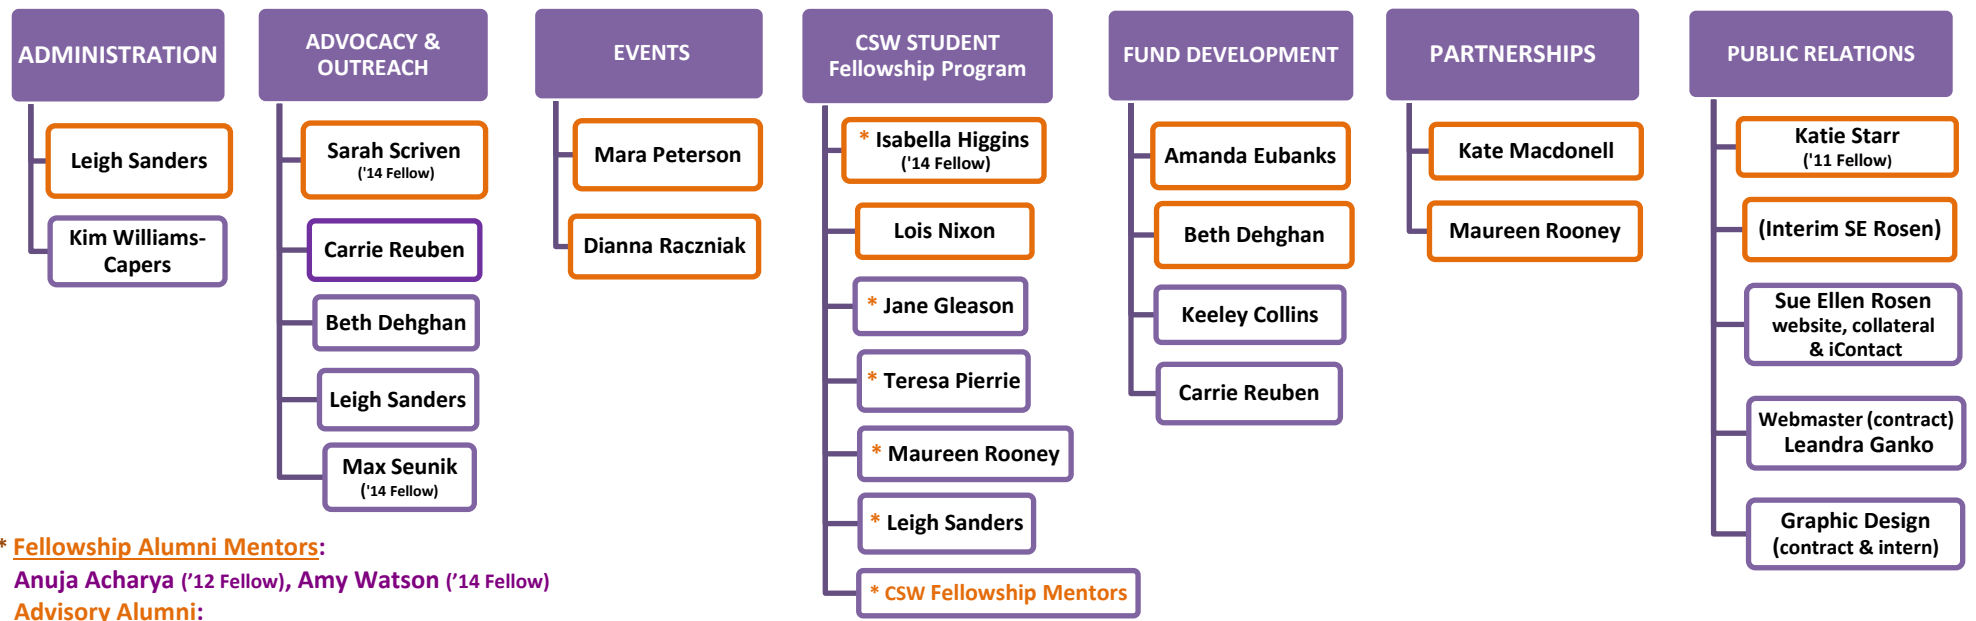 ADMINISTRATION
Leigh Sanders
Kim Williams-
Capers
ADVOCACY &
OUTREACH
Sarah Scriven
('14 Fellow)
Carrie Reuben
Beth Dehghan
Leigh Sanders
Max Seunik
('14 Fellow)
EVENTS
Mara Peterson
Dianna Raczniak
CSW STUDENT
Fellowship Program
* Isabella Higgins
('14 Fellow)
Lois Nixon
* Jane Gleason
* Teresa Pierrie
* Maureen Rooney
* Leigh Sanders
* CSW Fellowship Mentors
FUND DEVELOPMENT
Amanda Eubanks
Beth Dehghan
Keeley Collins
Carrie Reuben
PARTNERSHIPS
Kate Macdonell
Maureen Rooney
PUBLIC RELATIONS
Katie Starr
('11 Fellow)
(Interim SE Rosen)
Sue Ellen Rosen
website, collateral
& iContact
Webmaster (contract)
Leandra Ganko
Graphic Design
(contract & intern)
* Fellowship Alumni Mentors:
Anuja Acharya ('12 Fellow), Amy Watson ('14 Fellow)
Advisory Alumni: